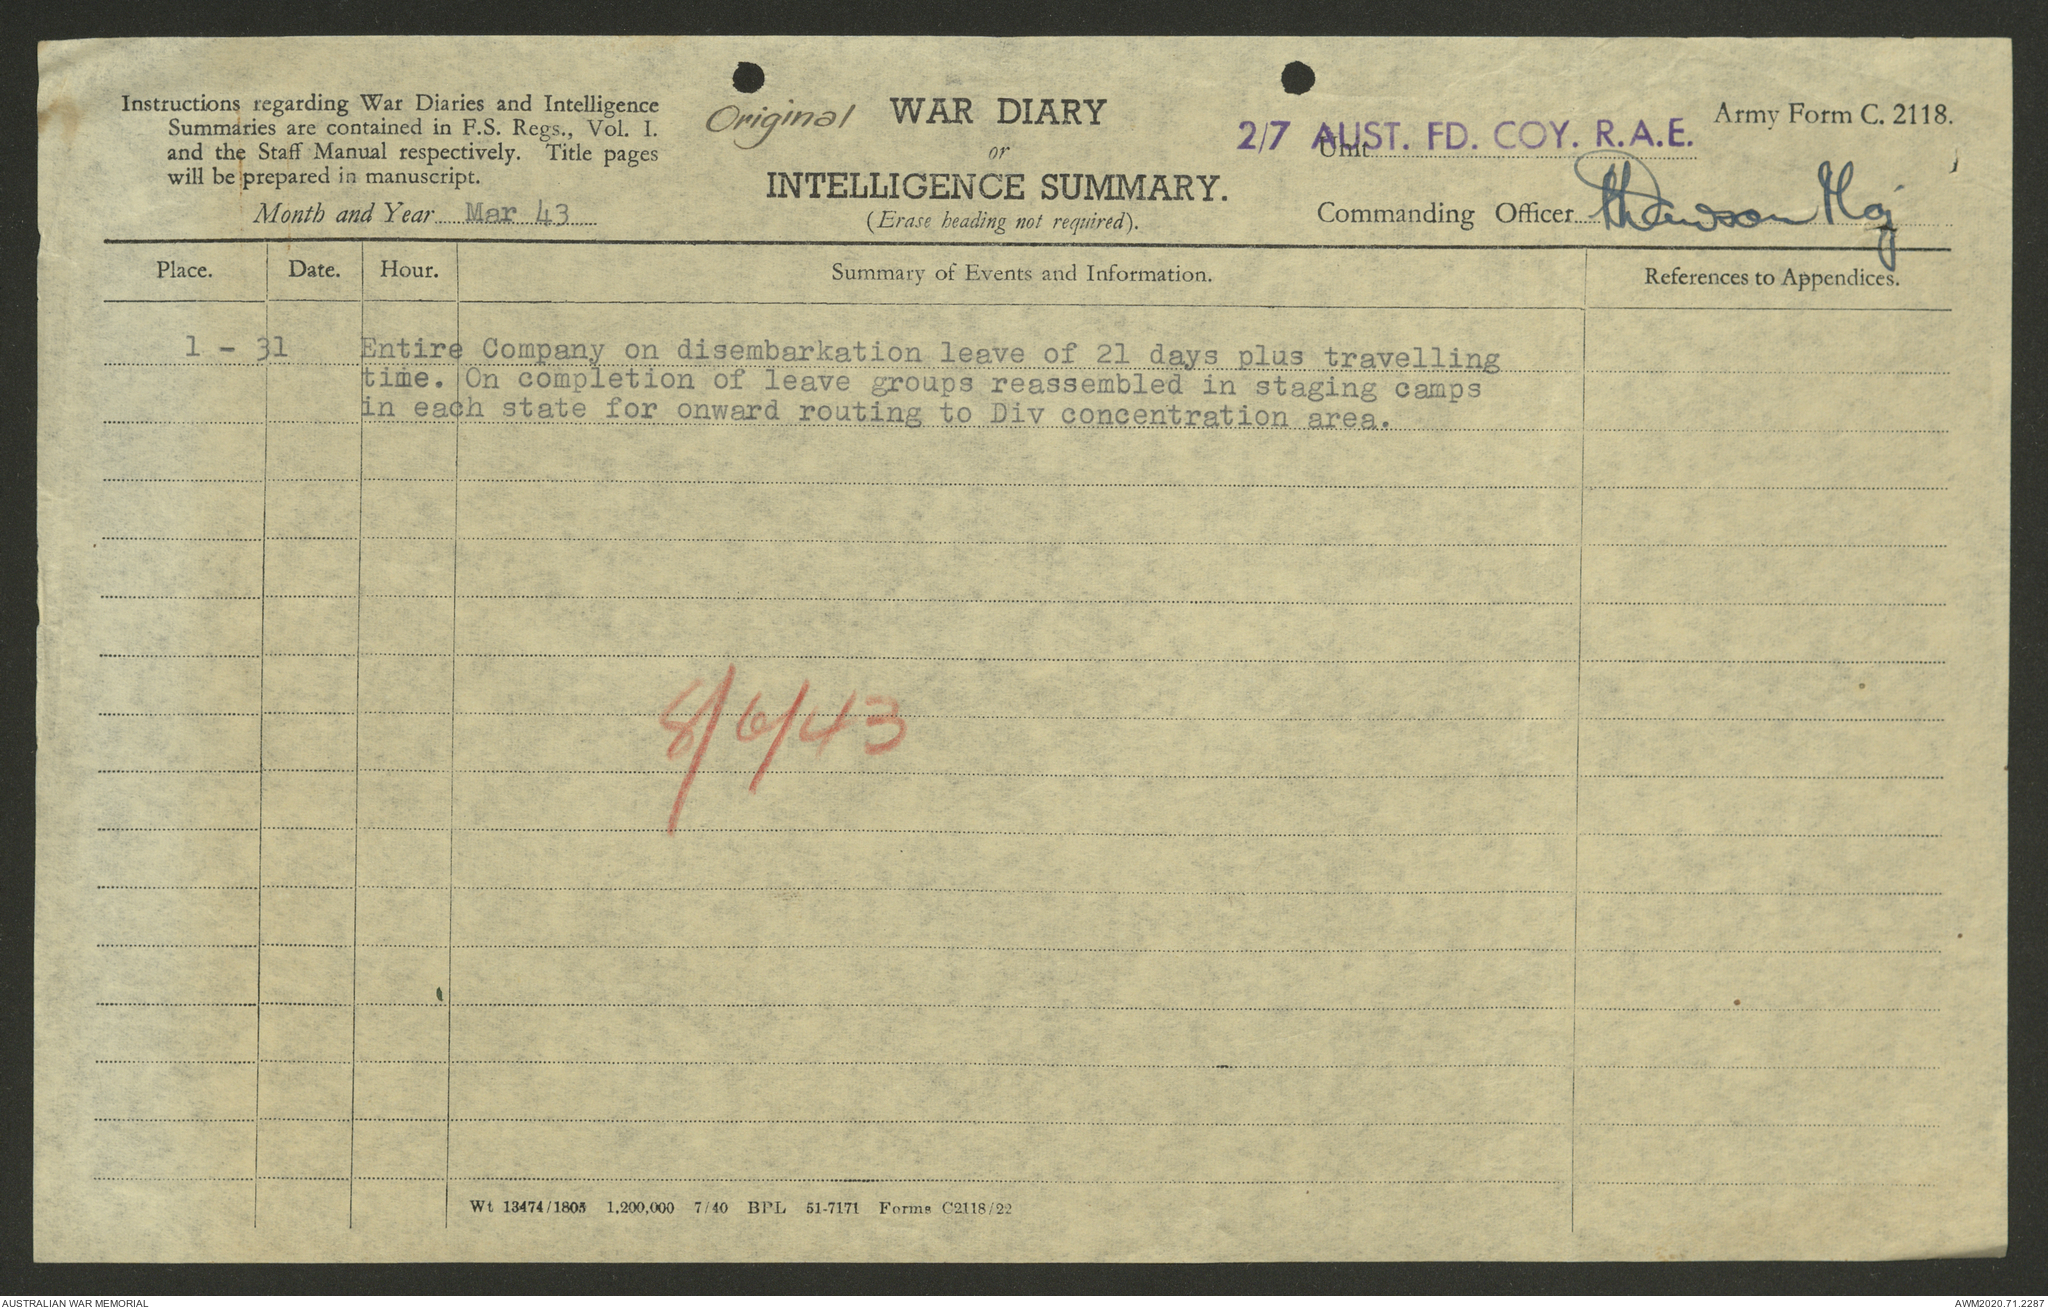 Instructions regarding War Diaries and Intelligence
Summaries are contained in F.S. Regs., Vol. I.
and the Staff Manual respectively. Title pages
will be prepared in manuscript.
Month and Year Mar 43
Original WAR DIARY
or
INTELLIGENCE SUMMARY.
(Erase heading not required).
Army Form C. 2118.
2/7 AUST. FD. COY. R.A.E.
Unit
Commanding Officer Maj
Place. Date. Hour. Summary of Events and Information. References to Appendices.
1 - 31 Entire Company on disembarkation leave of 21 days plus travelling
time. On completion of leave groups reassembled in staging camps
in each state for onward routing to Div concentration area.
8/6/43
Wt 13474/1805 1,200,000 7/40 BPL 51-7171 Forms C2118/22
AUSTRALIAN WAR MEMORIAL
AWM2020.71.2287